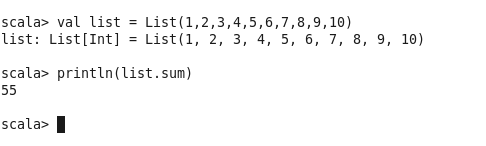 scala> val list = List(1,2,3,4,5,6,7,8,9,10)
list: List[Int] = List(1, 2, 3, 4, 5, 6, 7, 8, 9, 10)
scala> println(list.sum)
55
scala>